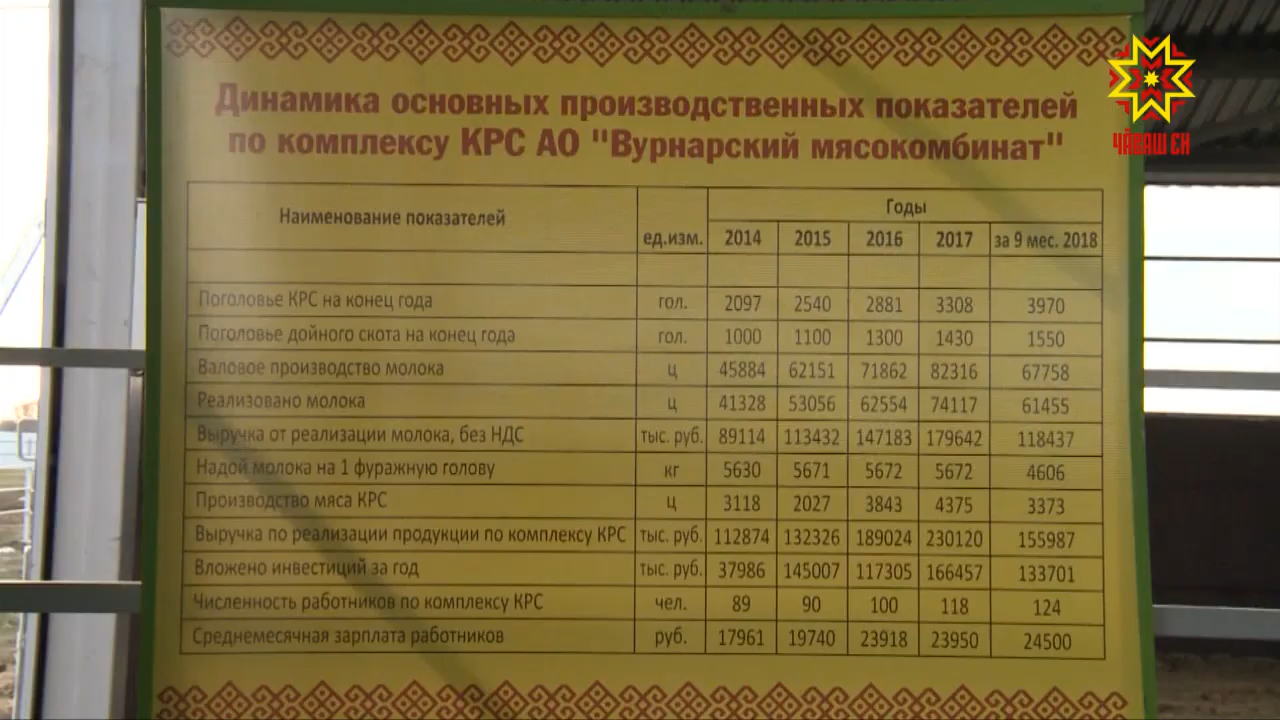 Динамика основных производственных показателей
по комплексу КРС АО "Вурнарский мясокомбинат"
ЧӐВАШ ЕН
Наименование показателей ед.изм. Годы
2014 2015 2016 2017 за 9 мес. 2018
Поголовье КРС на конец года гол. 2097 2540 2881 3308 3970
Поголовье дойного скота на конец года гол. 1000 1100 1300 1430 1550
Валовое производство молока ц 45884 62151 71862 82316 67758
Реализовано молока ц 41328 53056 62554 74117 61455
Выручка от реализации молока, без НДС тыс. руб. 89114 113432 147183 179642 118437
Надой молока на 1 фуражную голову кг 5630 5671 5672 5672 4606
Производство мяса КРС ц 3118 2027 3843 4375 3373
Выручка по реализации продукции по комплексу КРС тыс. руб. 112874 132326 189024 230120 155987
Вложено инвестиций за год тыс. руб. 37986 145007 117305 166457 133701
Численность работников по комплексу КРС чел. 89 90 100 118 124
Среднемесячная зарплата работников руб. 17961 19740 23918 23950 24500